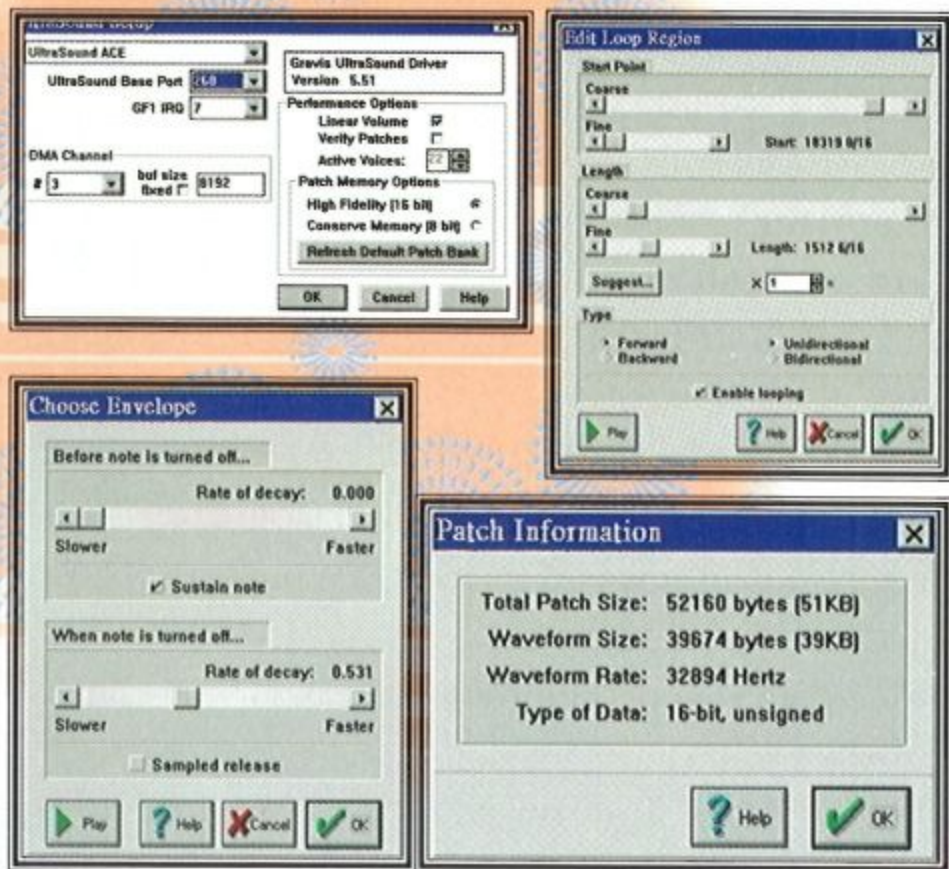 UltraSound Setup
UltraSound ACE
UltraSound Base Port 260
GF1 IRQ 7
DMA Channel
# 3 buf size fixed 8192
Gravis UltraSound Driver
Version 5.51
Performance Options
Linear Volume
Verify Patches
Active Voices: 22
Patch Memory Options
High Fidelity (16 bit)
Conserve Memory (8 bit)
Refresh Default Patch Bank
OK Cancel Help
Edit Loop Region
Start Point
Coarse
Fine
Start: 18319 0/16
Length
Coarse
Fine
Length: 1512 6/16
Suggest... X 1 =
Type
Forward Unidirectional
Backward Bidirectional
Enable looping
Play Help Cancel OK
Choose Envelope
Before note is turned off...
Rate of decay: 0.000
Slower Faster
Sustain note
When note is turned off...
Rate of decay: 0.531
Slower Faster
Sampled release
Play Help Cancel OK
Patch Information
Total Patch Size: 52160 bytes (51KB)
Waveform Size: 39674 bytes (39KB)
Waveform Rate: 32894 Hertz
Type of Data: 16-bit, unsigned
Help OK